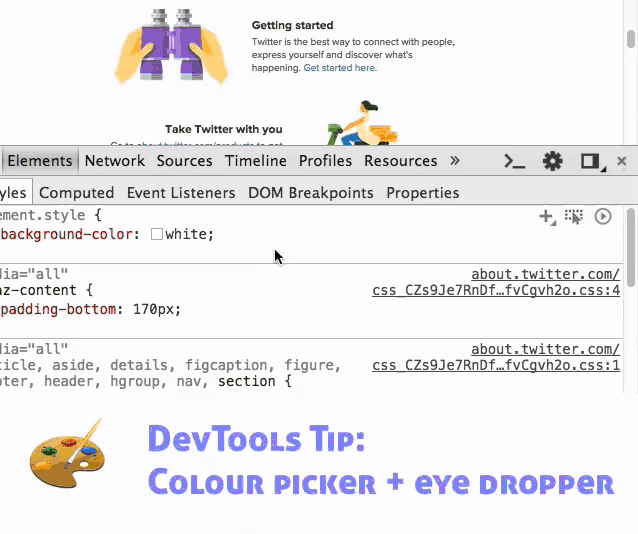 Getting started
Twitter is the best way to connect with people,
express yourself and discover what's
happening. Get started here.
Take Twitter with you
Elements Network Sources Timeline Profiles Resources »
yles Computed Event Listeners DOM Breakpoints Properties
ement.style {
background-color: white;
dia="all" about.twitter.com/
az-content { css_CZs9Je7RnDf…fvCgvh2o.css:4
padding-bottom: 170px;
dia="all" about.twitter.com/
ticle, aside, details, figcaption, figure, css_CZs9Je7RnDf…fvCgvh2o.css:1
oter, header, hgroup, nav, section {
DevTools Tip:
Colour picker + eye dropper